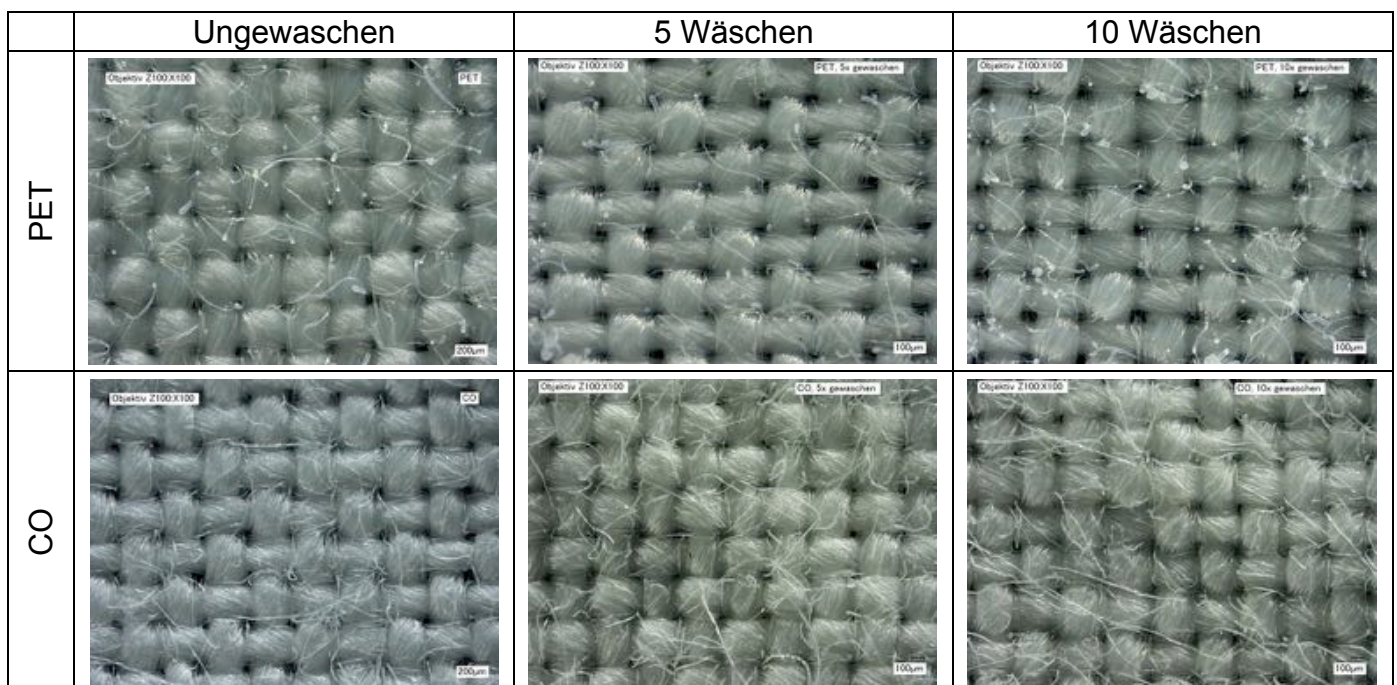 Ungewaschen
5 Wäschen
10 Wäschen
PET
Objektiv Z100:X100
PET
200µm
Objektiv Z100:X100
PET, 5x gewaschen
100µm
Objektiv Z100:X100
PET, 10x gewaschen
100µm
CO
Objektiv Z100:X100
CO
200µm
Objektiv Z100:X100
CO, 5x gewaschen
100µm
Objektiv Z100:X100
CO, 10x gewaschen
100µm